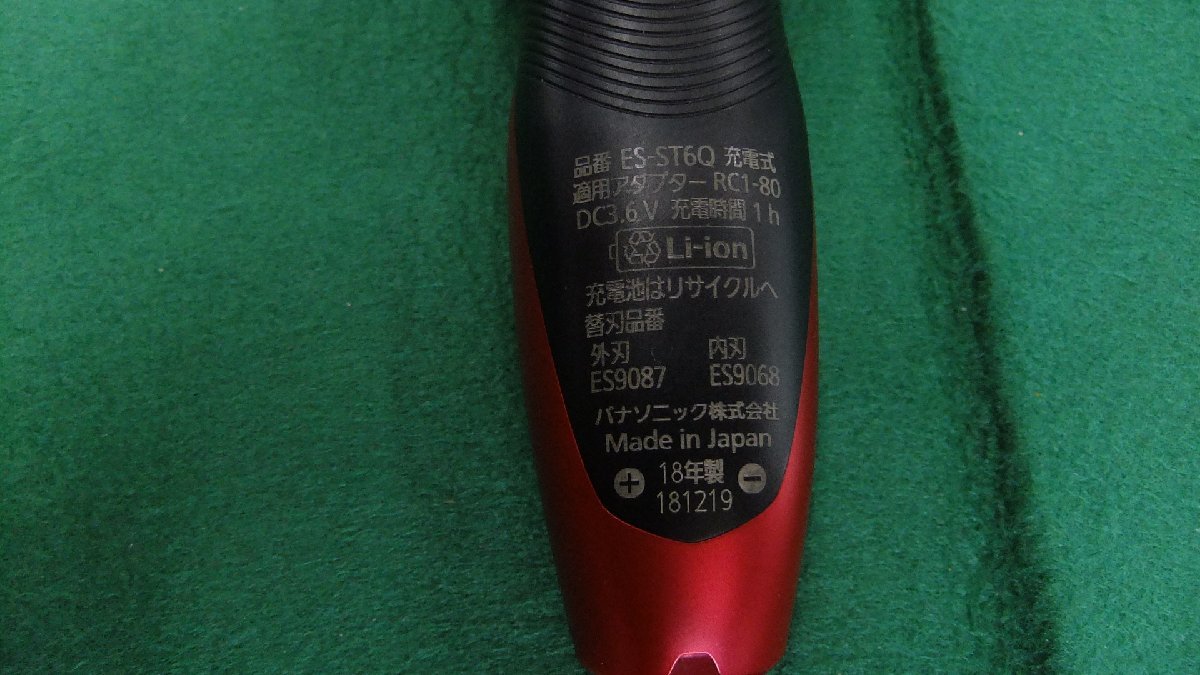 品番 ES-ST6Q 充電式
適用アダプター RC1-80
DC3.6V 充電時間 1h
Li-ion
充電池はリサイクルへ
替刃品番
外刃 内刃
ES9087 ES9068
パナソニック株式会社
Made in Japan
18年製
181219